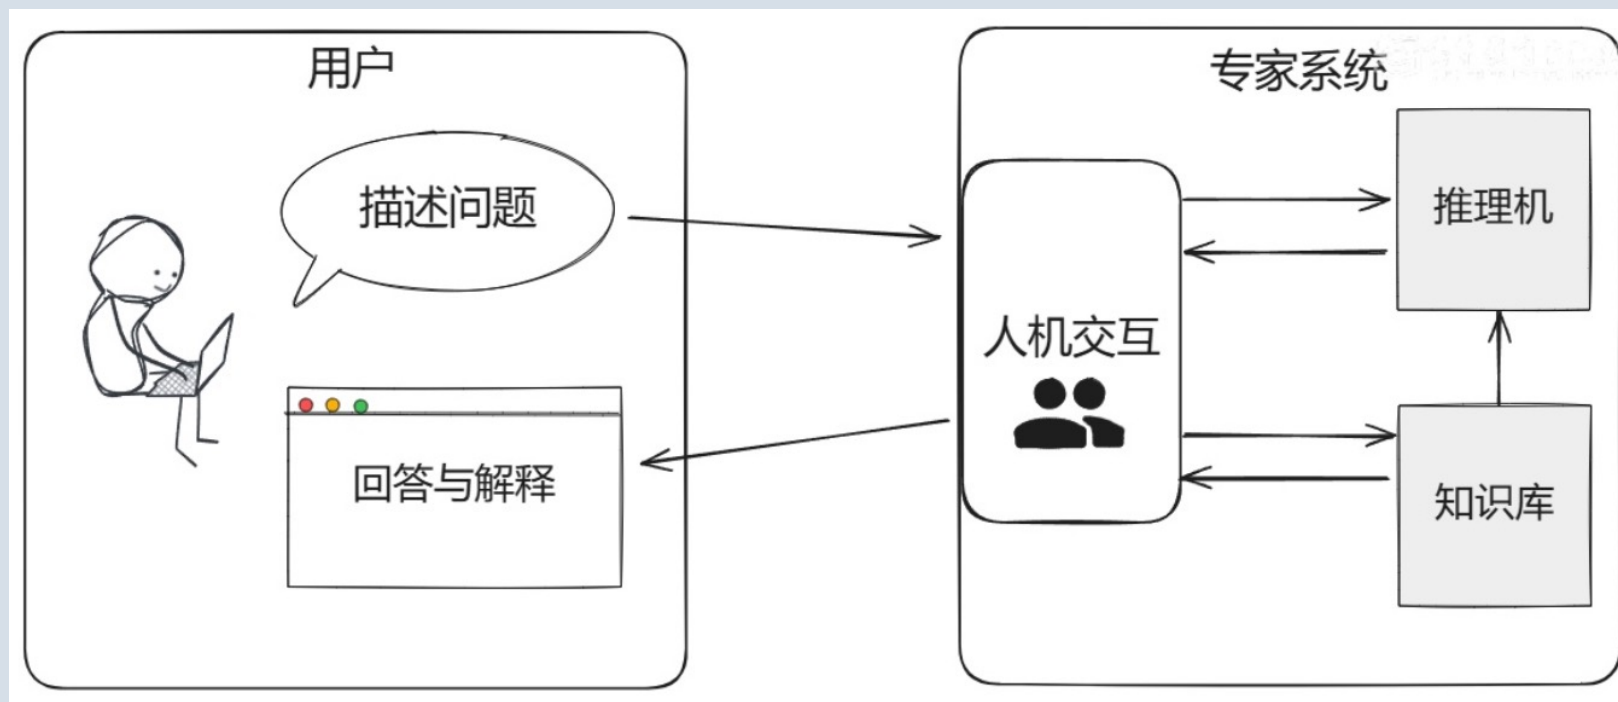 用户
描述问题
回答与解释
专家系统
人机交互
推理机
知识库